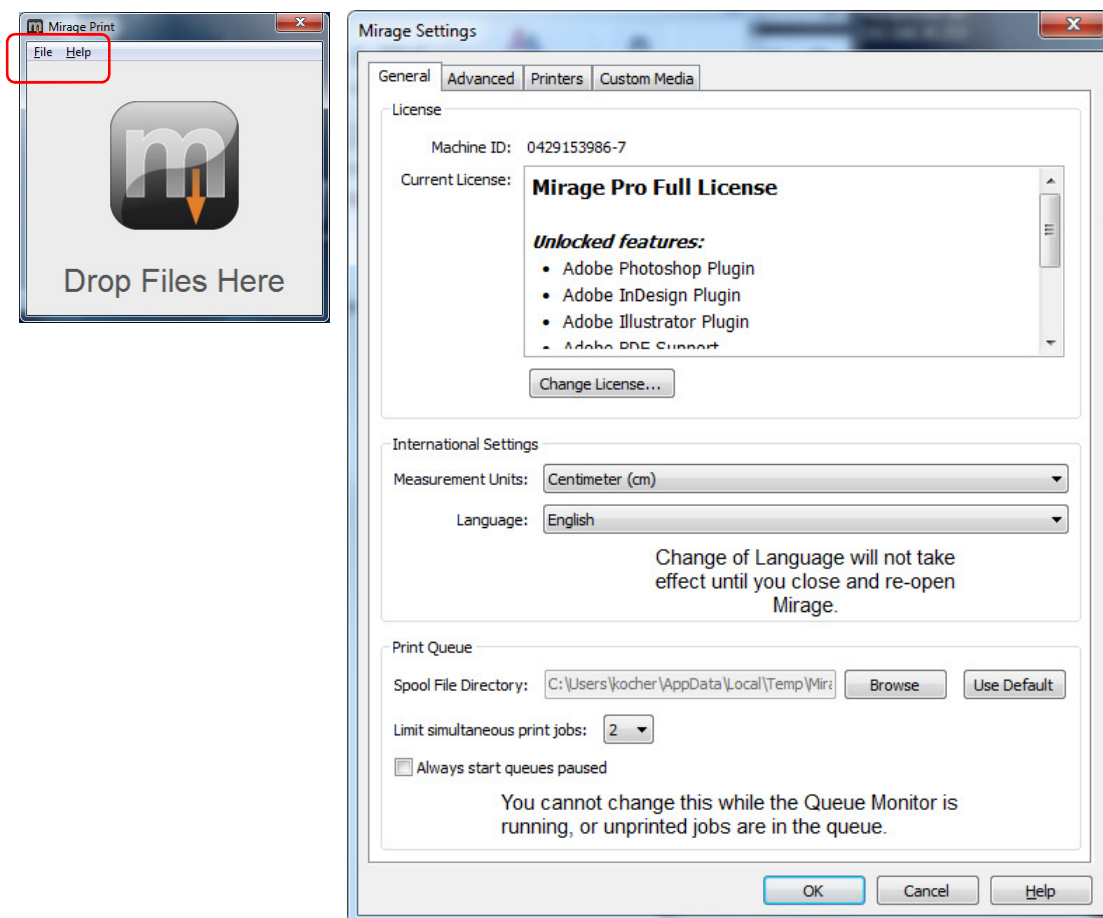 Mirage Print
File Help
m
Drop Files Here
Mirage Settings
General Advanced Printers Custom Media
License
Machine ID: 0429153986-7
Current License:
Mirage Pro Full License
Unlocked features:
• Adobe Photoshop Plugin
• Adobe InDesign Plugin
• Adobe Illustrator Plugin
• Adobe PDF Support
Change License...
International Settings
Measurement Units: Centimeter (cm)
Language: English
Change of Language will not take
effect until you close and re-open
Mirage.
Print Queue
Spool File Directory: C:\Users\kocher\AppData\Local\Temp\Mira Browse Use Default
Limit simultaneous print jobs: 2
Always start queues paused
You cannot change this while the Queue Monitor is
running, or unprinted jobs are in the queue.
OK Cancel Help